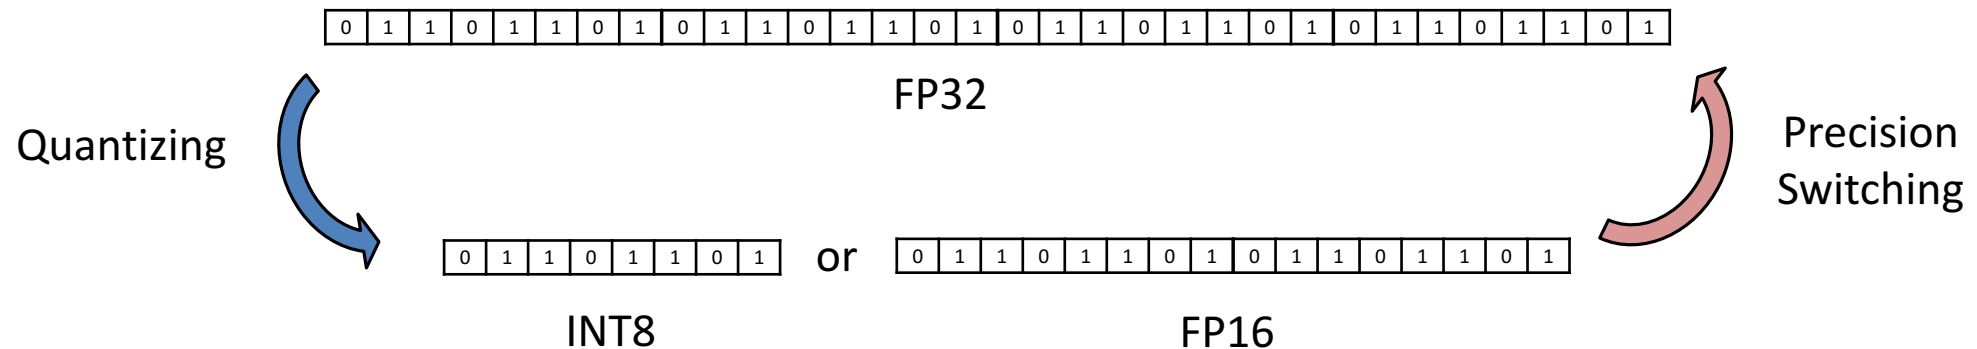 0 1 1 0 1 1 0 1 0 1 1 0 1 1 0 1 0 1 1 0 1 1 0 1 0 1 1 0 1 1 0 1
FP32
Quantizing
Precision
Switching
0 1 1 0 1 1 0 1 or 0 1 1 0 1 1 0 1 0 1 1 0 1 1 0 1
INT8 FP16